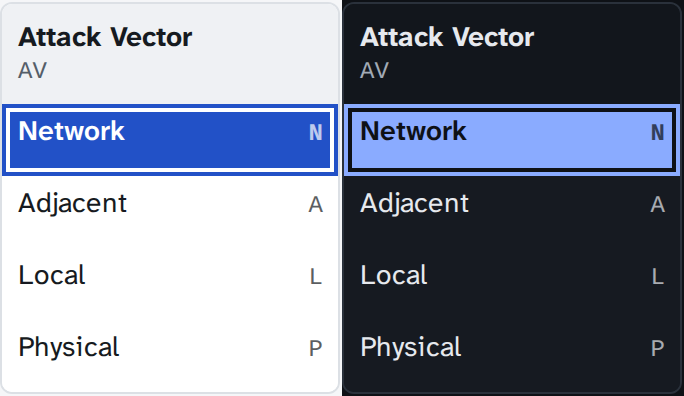 Attack Vector
AV
Network N
Adjacent A
Local L
Physical P
Attack Vector
AV
Network N
Adjacent A
Local L
Physical P